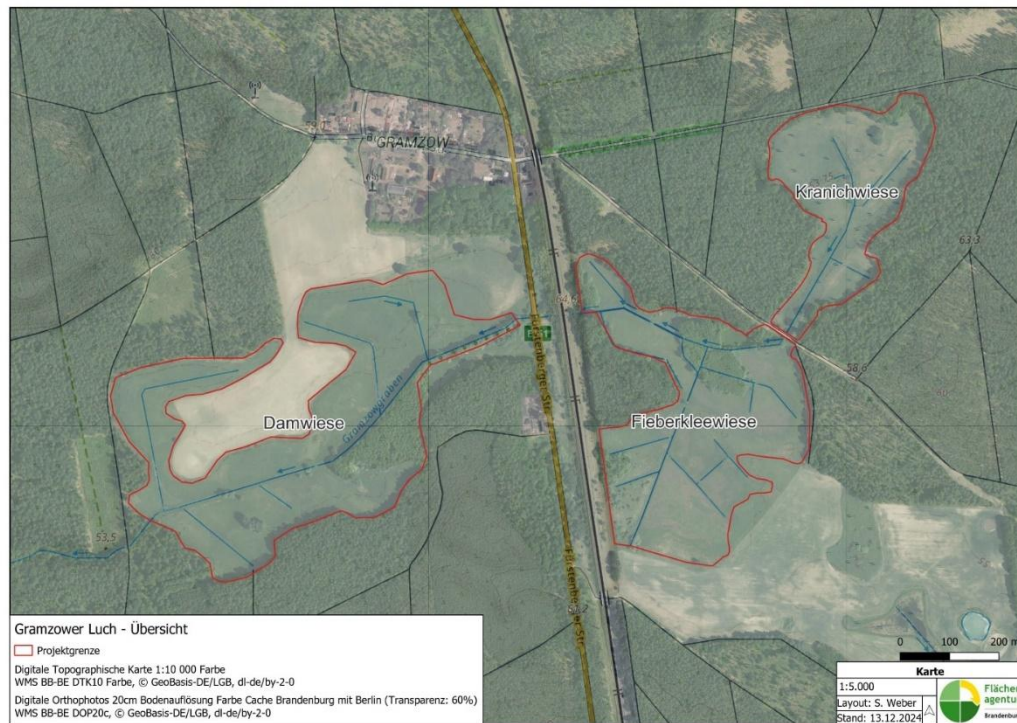 GRAMZOW
Kranichwiese
63,3
Fürstenberger Str.
58,6
Damwiese
Gramzowgraben
Fieberkleewiese
53,5
Fürstenberger Str.
Gramzower Luch - Übersicht
Projektgrenze
Digitale Topographische Karte 1:10 000 Farbe
WMS BB-BE DTK10 Farbe, © GeoBasis-DE/LGB, dl-de/by-2-0
Digitale Orthophotos 20cm Bodenauflösung Farbe Cache Brandenburg mit Berlin (Transparenz: 60%)
WMS BB-BE DOP20c, © GeoBasis-DE/LGB, dl-de/by-2-0
0 100 200 m
Karte
1:5.000
Layout: S. Weber
Stand: 13.12.2024
Flächen
agentur
Brandenburg